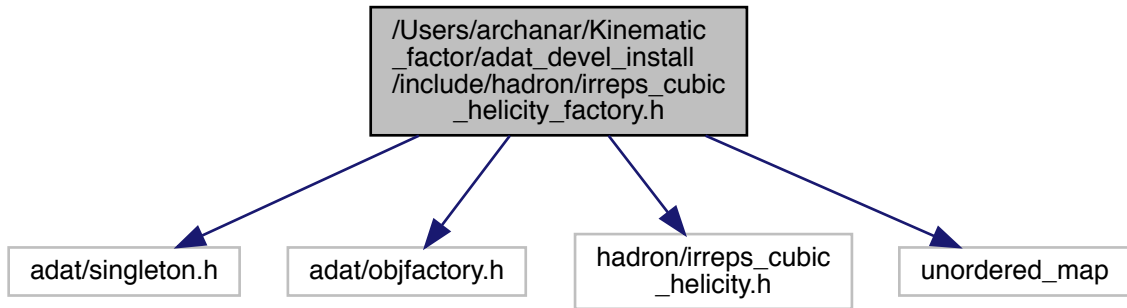 /Users/archanar/Kinematic
_factor/adat_devel_install
/include/hadron/irreps_cubic
_helicity_factory.h
adat/singleton.h
adat/objfactory.h
hadron/irreps_cubic
_helicity.h
unordered_map